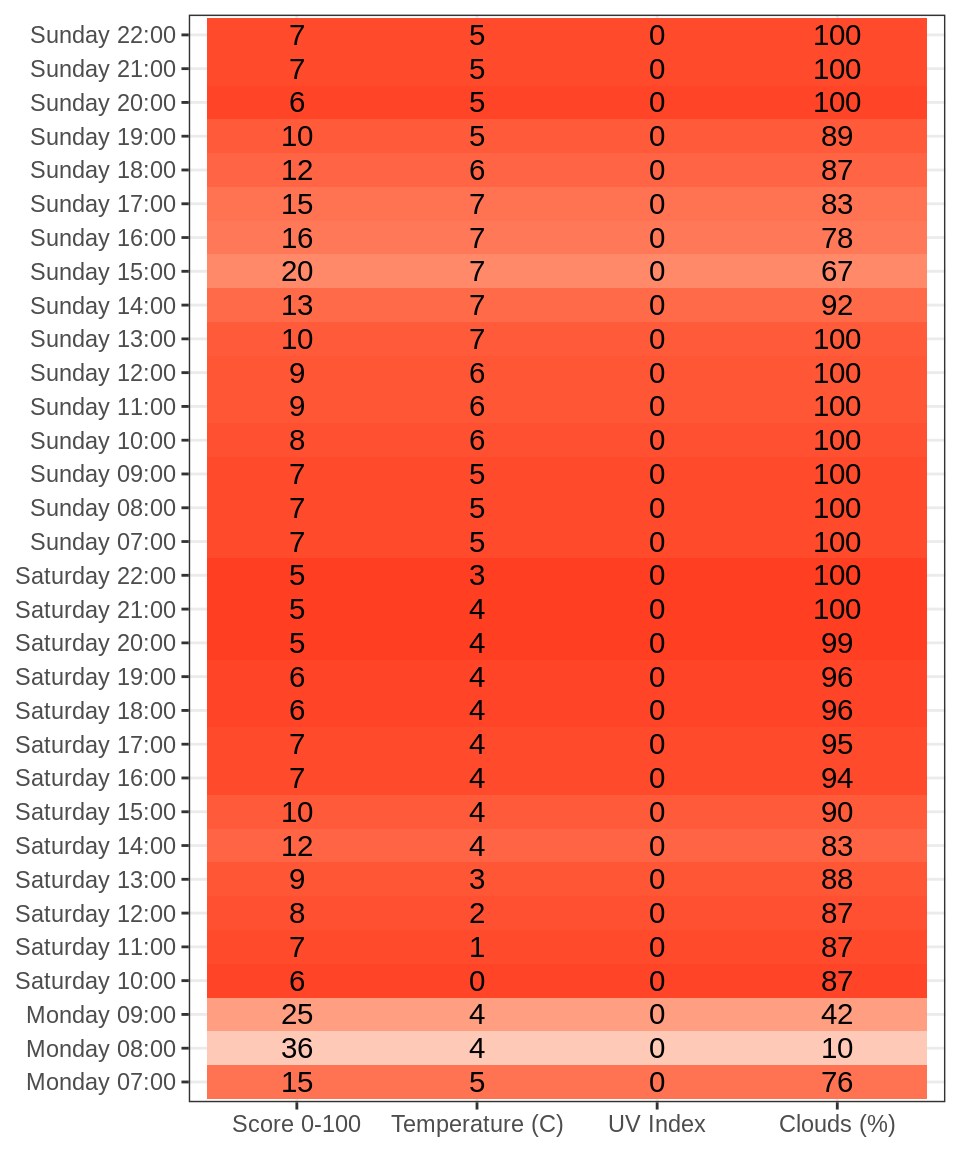 Sunday 22:00 7 5 0 100
Sunday 21:00 7 5 0 100
Sunday 20:00 6 5 0 100
Sunday 19:00 10 5 0 89
Sunday 18:00 12 6 0 87
Sunday 17:00 15 7 0 83
Sunday 16:00 16 7 0 78
Sunday 15:00 20 7 0 67
Sunday 14:00 13 7 0 92
Sunday 13:00 10 7 0 100
Sunday 12:00 9 6 0 100
Sunday 11:00 9 6 0 100
Sunday 10:00 8 6 0 100
Sunday 09:00 7 5 0 100
Sunday 08:00 7 5 0 100
Sunday 07:00 7 5 0 100
Saturday 22:00 5 3 0 100
Saturday 21:00 5 4 0 100
Saturday 20:00 5 4 0 99
Saturday 19:00 6 4 0 96
Saturday 18:00 6 4 0 96
Saturday 17:00 7 4 0 95
Saturday 16:00 7 4 0 94
Saturday 15:00 10 4 0 90
Saturday 14:00 12 4 0 83
Saturday 13:00 9 3 0 88
Saturday 12:00 8 2 0 87
Saturday 11:00 7 1 0 87
Saturday 10:00 6 0 0 87
Monday 09:00 25 4 0 42
Monday 08:00 36 4 0 10
Monday 07:00 15 5 0 76
Score 0-100 Temperature (C) UV Index Clouds (%)